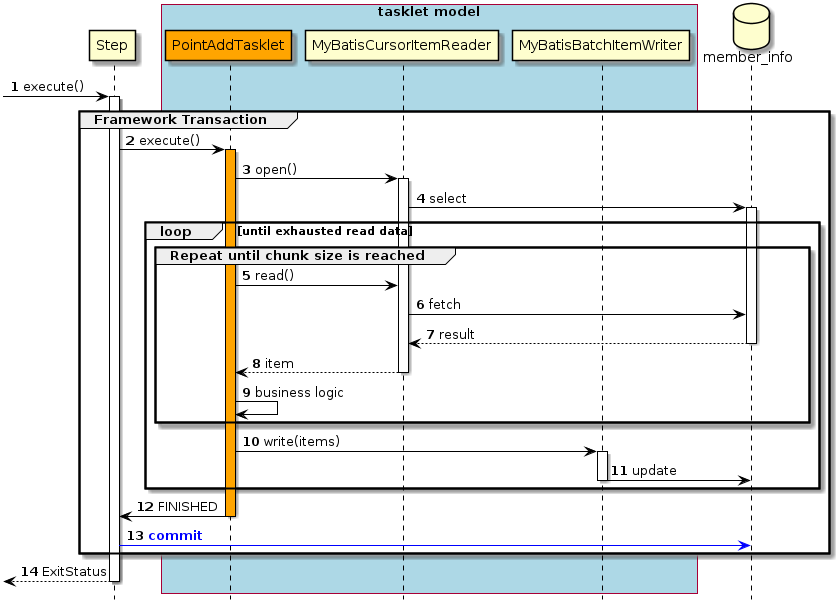 tasklet model
Step
PointAddTasklet
MyBatisCursorItemReader
MyBatisBatchItemWriter
member_info
1 execute()
Framework Transaction
2 execute()
3 open()
4 select
loop [until exhausted read data]
Repeat until chunk size is reached
5 read()
6 fetch
7 result
8 item
9 business logic
10 write(items)
11 update
12 FINISHED
13 commit
14 ExitStatus